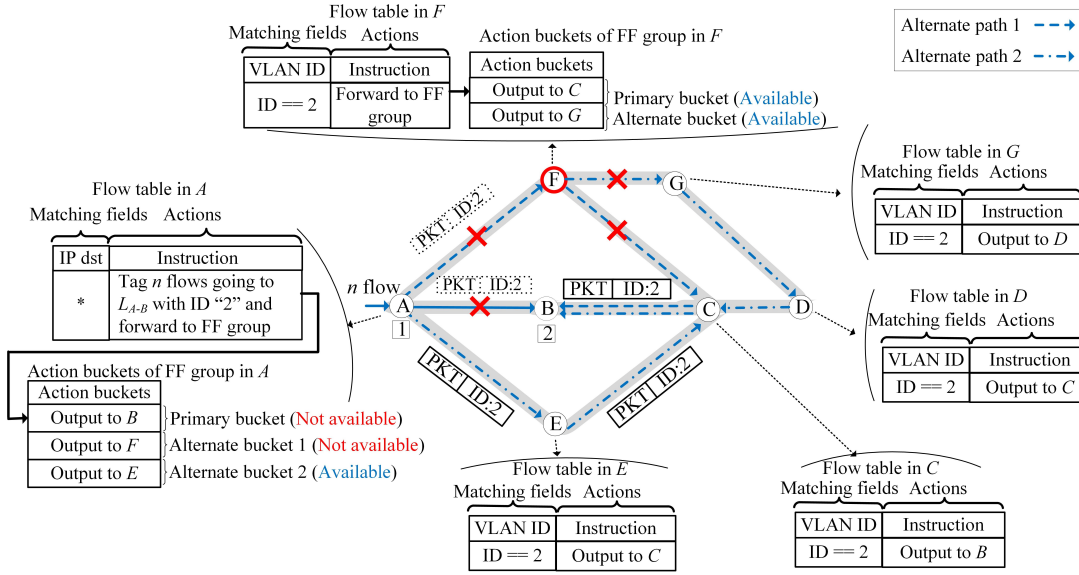 Flow table in F
Matching fields Actions
VLAN ID Instruction
ID == 2 Forward to FF
group
Action buckets of FF group in F
Action buckets
Output to C
Output to G
Primary bucket (Available)
Alternate bucket (Available)
Alternate path 1
Alternate path 2
Flow table in G
Matching fields Actions
VLAN ID Instruction
ID == 2 Output to D
Flow table in A
Matching fields Actions
IP dst Instruction
* Tag n flows going to
L_{A-B} with ID “2” and
forward to FF group
Action buckets of FF group in A
Action buckets
Output to B Primary bucket (Not available)
Output to F Alternate bucket 1 (Not available)
Output to E Alternate bucket 2 (Available)
n flow
A
1
PKT ID:2
PKT ID:2
F
G
B
2
PKT ID:2
C
D
PKT ID:2
E
PKT ID:2
Flow table in D
Matching fields Actions
VLAN ID Instruction
ID == 2 Output to C
Flow table in E
Matching fields Actions
VLAN ID Instruction
ID == 2 Output to C
Flow table in C
Matching fields Actions
VLAN ID Instruction
ID == 2 Output to B